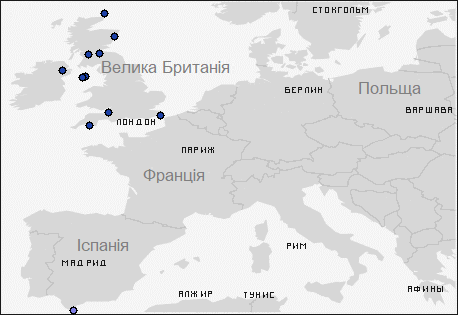 СТОКГОЛЬМ
Велика Британія
БЕРЛИН
Польща
ВАРШАВА
ЛОНДОН
ПАРИЖ
Франція
Іспанія
МАДРИД
РИМ
АЛЖИР
ТУНИС
АФИНЫ